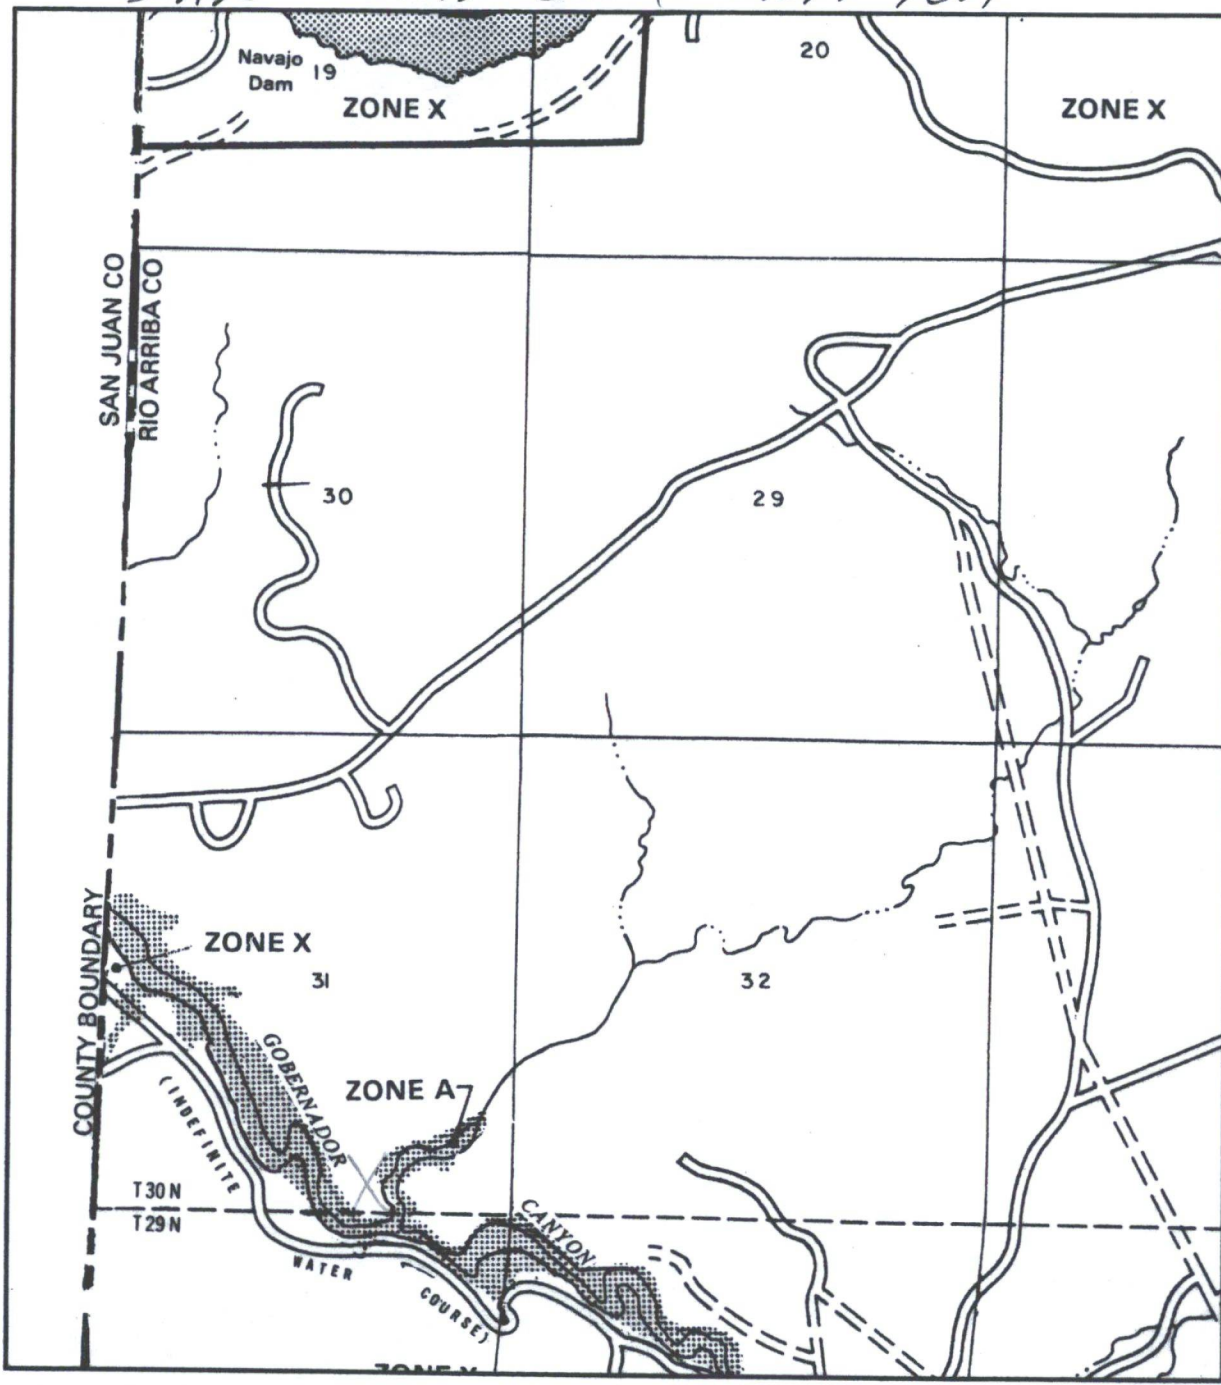 Navajo 19
Dam
ZONE X
20
ZONE X
SAN JUAN CO
RIO ARRIBA CO
30
29
COUNTY BOUNDARY
ZONE X
31
32
GOBERNADOR
ZONE A
(INDEFINITE
T30N
T29N
CANYON
WATER
COURSE)
ZONE X